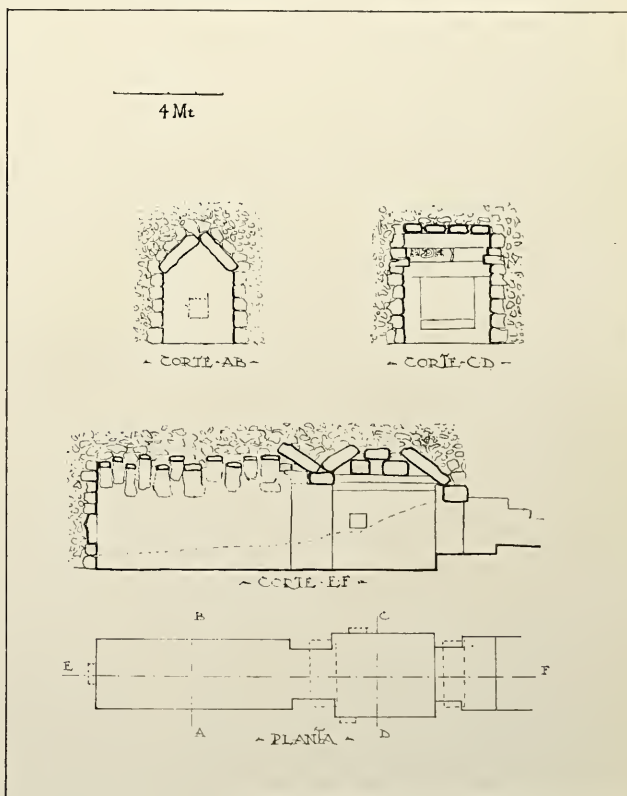 4 Mt
- CORTE-AB -
- CORTE-CD -
- CORTE-EF -
B C
E F
A D
- PLANTA -